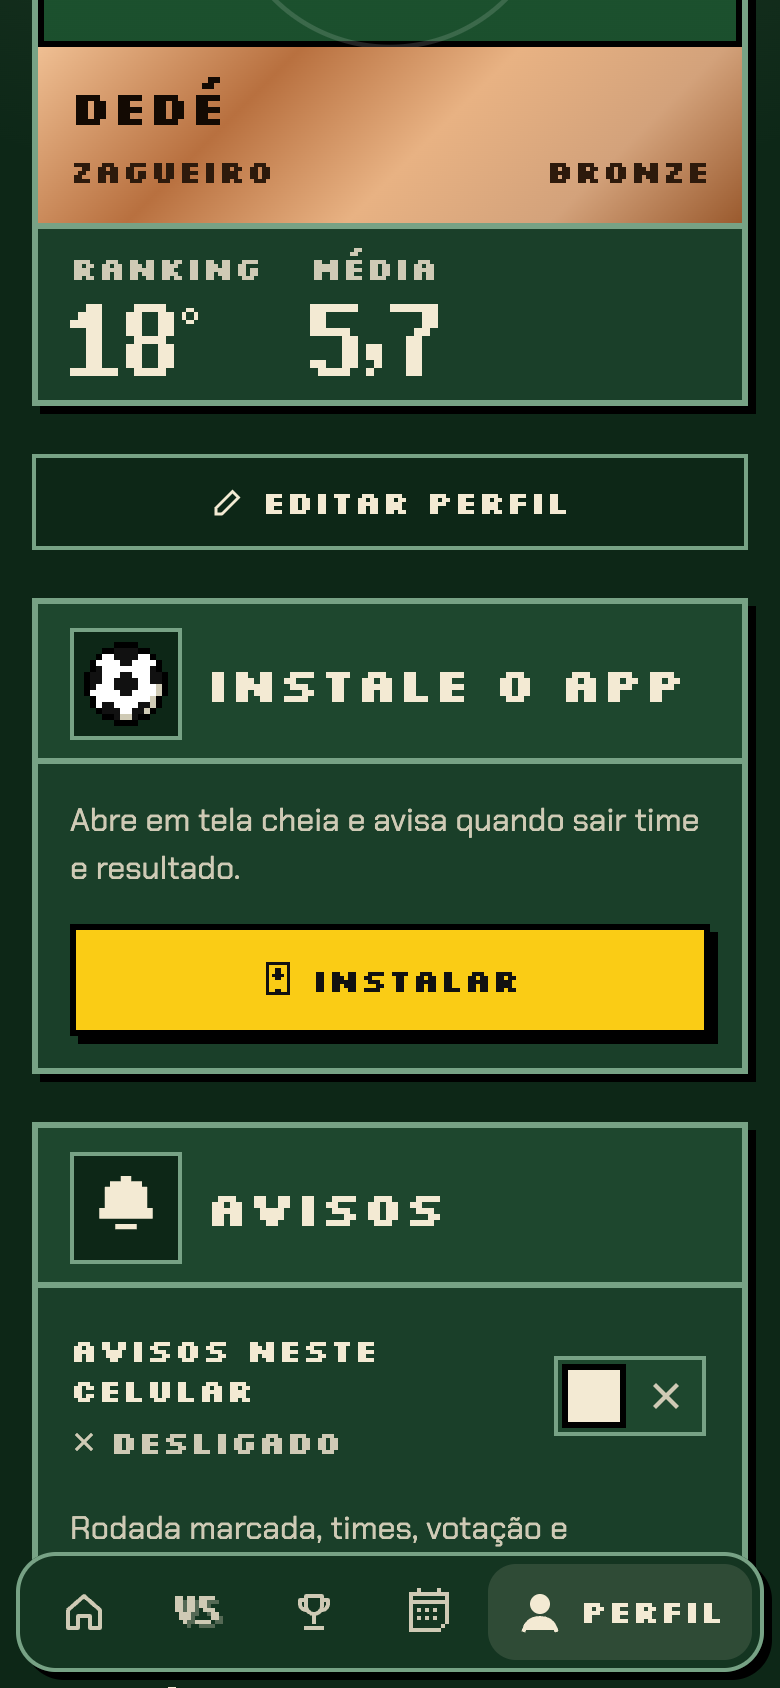 DEDÉ
ZAGUEIRO BRONZE
RANKING MÉDIA
18° 5,7
EDITAR PERFIL
INSTALE O APP
Abre em tela cheia e avisa quando sair time
e resultado.
INSTALAR
AVISOS
AVISOS NESTE
CELULAR
× DESLIGADO
Rodada marcada, times, votação e
VS PERFIL